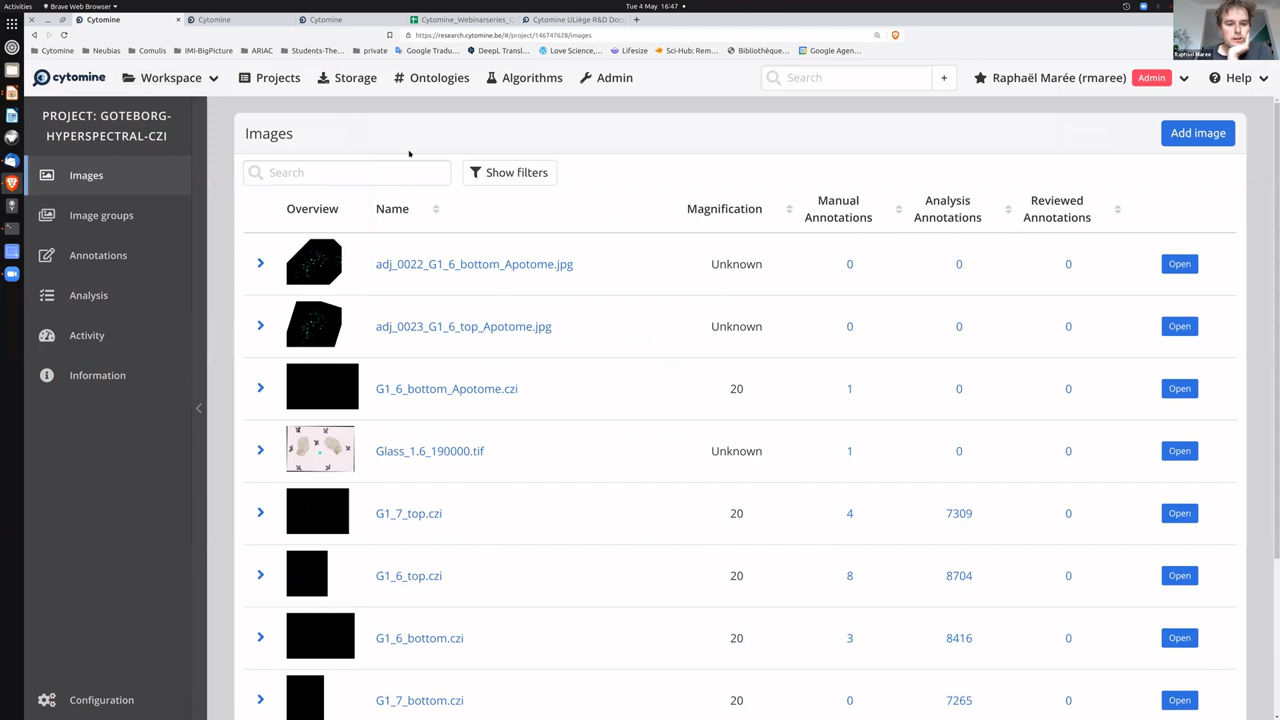 Activities
Brave Web Browser
Tue 4 May 16:47
Cytomine
Cytomine
Cytomine
Cytomine_Webinarseries_
Cytomine ULiège R&D Doc
https://research.cytomine.be/#/project/146747628/images
Cytomine
Neubias
Comulis
IMI-BigPicture
ARIAC
Students-The...
private
Google Tradu...
DeepL Transl...
Love Science,...
Lifesize
Sci-Hub: Rem...
Bibliothèque...
Google Agen...
Raphaël Marée
cytomine
Workspace
Projects
Storage
Ontologies
Algorithms
Admin
Search
+
Raphaël Marée (rmaree)
Admin
Help
PROJECT: GOTEBORG-
HYPERSPECTRAL-CZI
Images
Image groups
Annotations
Analysis
Activity
Information
Configuration
Images
Add image
Search
Show filters
Overview
Name
Magnification
Manual
Annotations
Analysis
Annotations
Reviewed
Annotations
adj_0022_G1_6_bottom_Apotome.jpg Unknown 0 0 0 Open
adj_0023_G1_6_top_Apotome.jpg Unknown 0 0 0 Open
G1_6_bottom_Apotome.czi 20 1 0 0 Open
Glass_1.6_190000.tif Unknown 1 0 0 Open
G1_7_top.czi 20 4 7309 0 Open
G1_6_top.czi 20 8 8704 0 Open
G1_6_bottom.czi 20 3 8416 0 Open
G1_7_bottom.czi 20 0 7265 0 Open